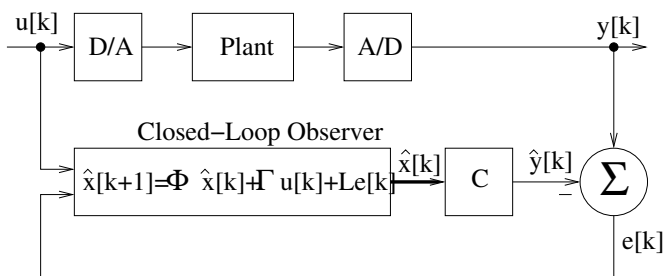 u[k]
y[k]
D/A
Plant
A/D
Closed-Loop Observer
x̂[k+1]=Φ x̂[k]+Γ u[k]+Le[k]
x̂[k]
C
ŷ[k]
−
Σ
e[k]